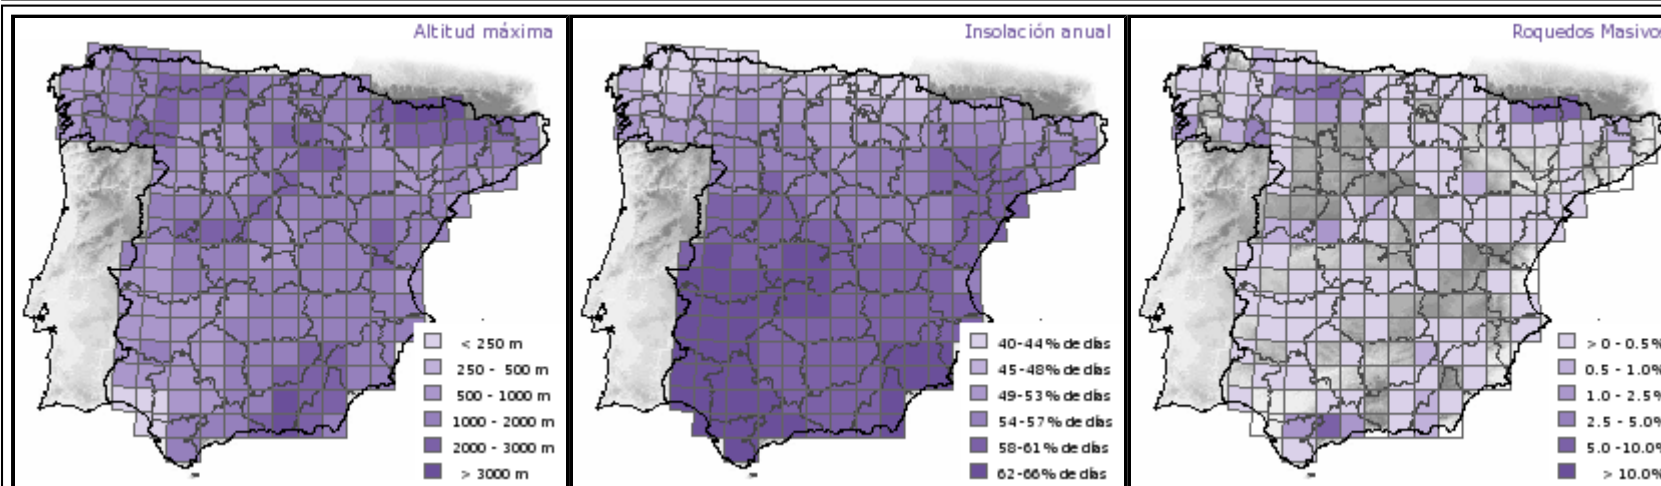 Altitud máxima
< 250 m
250 - 500 m
500 - 1000 m
1000 - 2000 m
2000 - 3000 m
> 3000 m
Insolación anual
40-44% de días
45-48% de días
49-53% de días
54-57% de días
58-61% de días
62-66% de días
Roquedos Masivos
> 0 - 0.5%
0.5 - 1.0%
1.0 - 2.5%
2.5 - 5.0%
5.0 -10.0%
> 10.0%